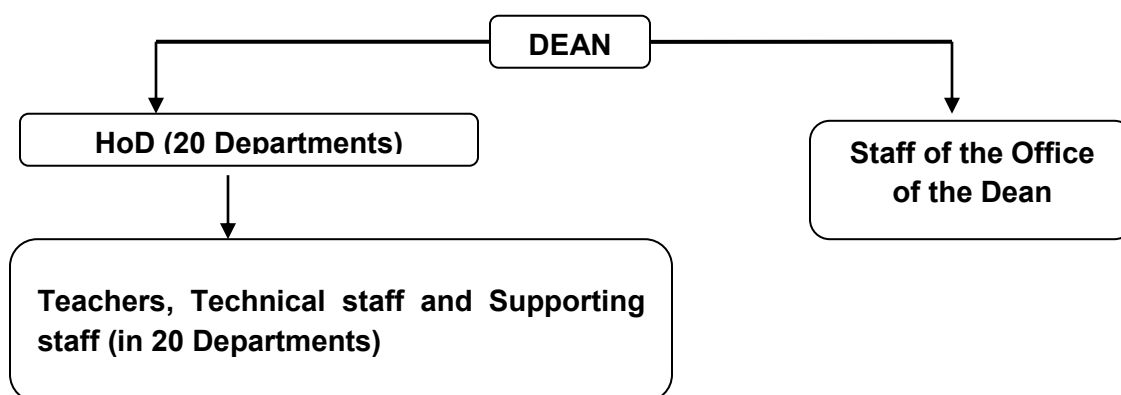 DEAN
HoD (20 Departments)
Staff of the Office
of the Dean
Teachers, Technical staff and Supporting
staff (in 20 Departments)